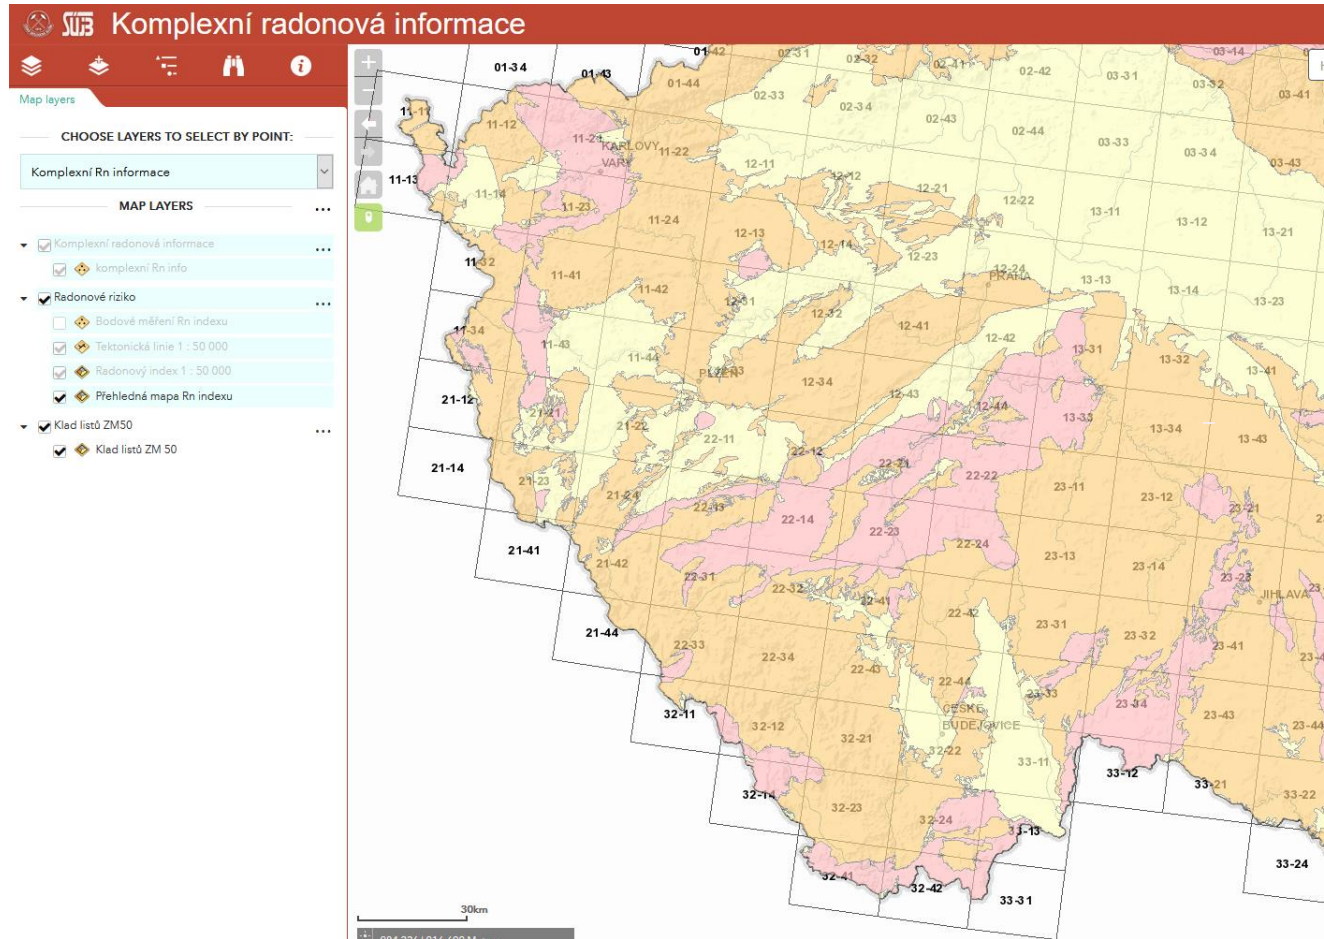 SÚJB Komplexní radonová informace
Map layers
CHOOSE LAYERS TO SELECT BY POINT:
Komplexní Rn informace
MAP LAYERS
Komplexní radonová informace
komplexní Rn info
Radonové riziko
Bodové měření Rn indexu
Tektonická linie 1 : 50 000
Radonový index 1 : 50 000
Přehledná mapa Rn indexu
Klad listů ZM50
Klad listů ZM 50
01-42 02-31 02-32 02-41 02-42 03-31 03-32 03-14 03-41
01-34 01-43 01-44 02-33 02-34 02-43 02-44 03-33 03-34 03-43
11-11 11-12 11-21 11-22 12-11 12-12 12-21 12-22 13-11 13-12 13-21
KARLOVY
VARY
11-13 11-14 11-23 11-24 12-13 12-14 12-23 12-24 13-13 13-14 13-23
PRAHA
11-32 11-41 11-42 12-31 12-32 12-41 12-42 13-31 13-32 13-41
11-34 11-43 11-44 12-33 12-34 12-43 12-44 13-33 13-34 13-43
PLZEŇ
21-12 21-21 21-22 22-11 22-12 22-21 22-22 23-11 23-12 23-21
21-14 21-23 21-24 22-13 22-14 22-23 22-24 23-13 23-14 23-23
JIHLAVA
21-41 21-42 22-31 22-32 22-41 22-42 23-31 23-32 23-41
21-44 22-33 22-34 22-43 22-44 23-33 23-34 23-43 23-44
ČESKÉ
BUDĚJOVICE
32-11 32-12 32-21 32-22 33-11 33-12 33-21 33-22
32-14 32-23 32-24 33-13 33-24
32-41 32-42 33-31
30km